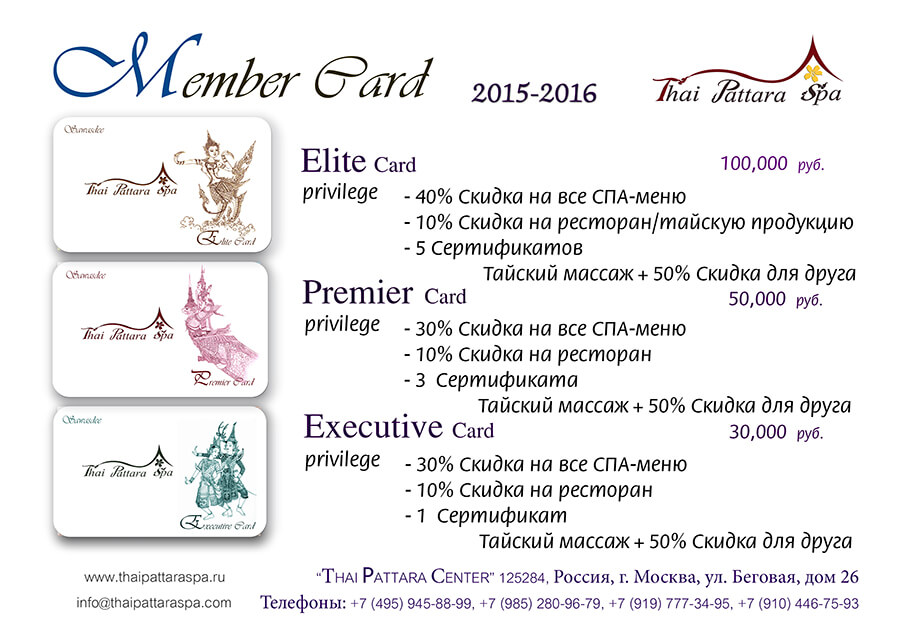 Member Card
2015-2016
Thai Pattara Spa
Sawasdee
Thai Pattara Spa
Elite Card
Elite Card
100,000 руб.
privilege
- 40% Скидка на все СПА-меню
- 10% Скидка на ресторан/тайскую продукцию
- 5 Сертификатов
Тайский массаж + 50% Скидка для друга
Sawasdee
Thai Pattara Spa
Premier Card
Premier Card
50,000 руб.
privilege
- 30% Скидка на все СПА-меню
- 10% Скидка на ресторан
- 3 Сертификата
Тайский массаж + 50% Скидка для друга
Sawasdee
Thai Pattara Spa
Executive Card
Executive Card
30,000 руб.
privilege
- 30% Скидка на все СПА-меню
- 10% Скидка на ресторан
- 1 Сертификат
Тайский массаж + 50% Скидка для друга
www.thaipattaraspa.ru
info@thaipattaraspa.com
“THAI PATTARA CENTER” 125284, Россия, г. Москва, ул. Беговая, дом 26
Телефоны: +7 (495) 945-88-99, +7 (985) 280-96-79, +7 (919) 777-34-95, +7 (910) 446-75-93